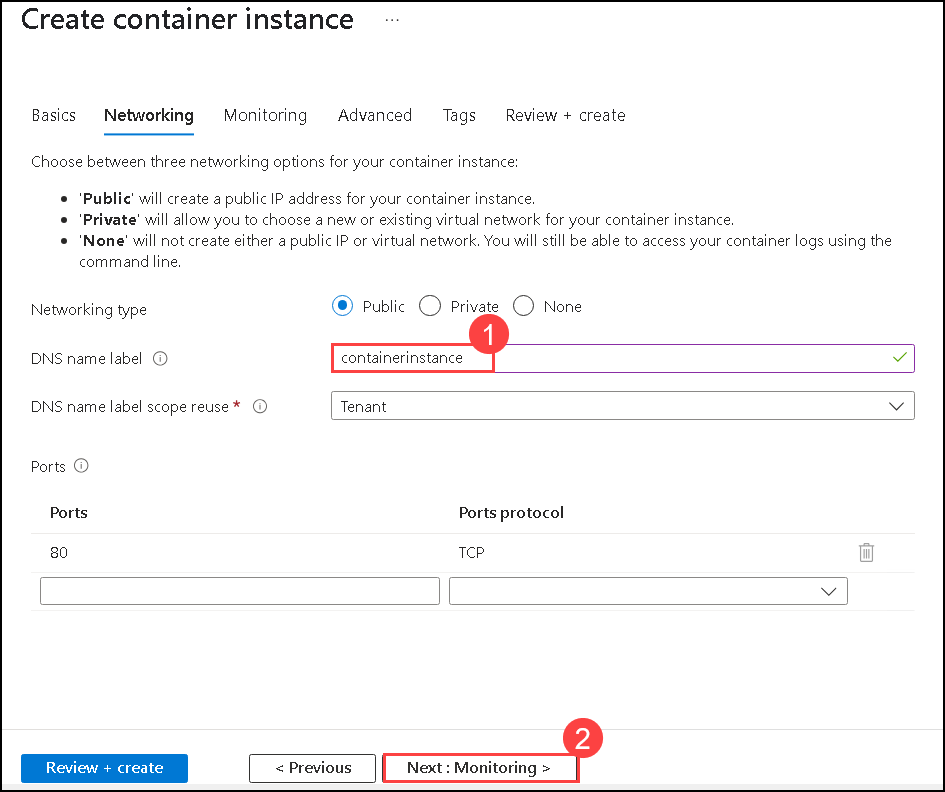 Create container instance ...
Basics Networking Monitoring Advanced Tags Review + create
Choose between three networking options for your container instance:
• 'Public' will create a public IP address for your container instance.
• 'Private' will allow you to choose a new or existing virtual network for your container instance.
• 'None' will not create either a public IP or virtual network. You will still be able to access your container logs using the
command line.
Networking type Public Private None
1
DNS name label containerinstance
DNS name label scope reuse * Tenant
Ports
Ports Ports protocol
80 TCP
2
Review + create < Previous Next : Monitoring >